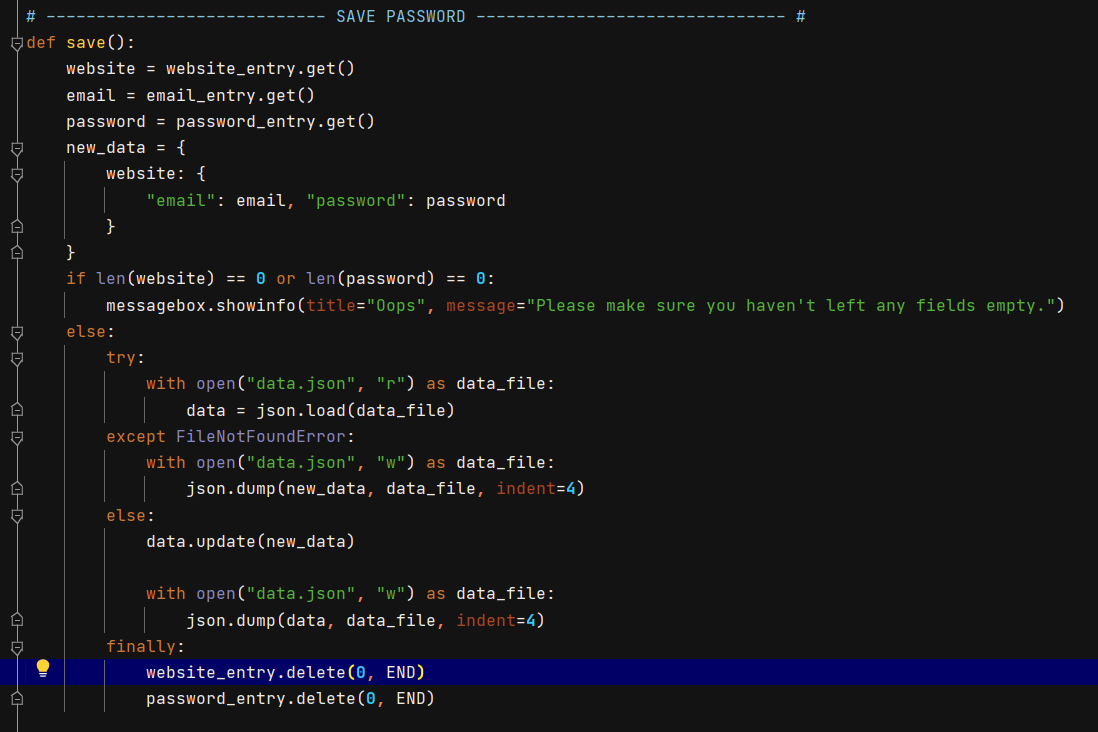 # ---------------------------- SAVE PASSWORD ------------------------------- #
def save():
    website = website_entry.get()
    email = email_entry.get()
    password = password_entry.get()
    new_data = {
        website: {
            "email": email, "password": password
        }
    }
    if len(website) == 0 or len(password) == 0:
        messagebox.showinfo(title="Oops", message="Please make sure you haven't left any fields empty.")
    else:
        try:
            with open("data.json", "r") as data_file:
                data = json.load(data_file)
        except FileNotFoundError:
            with open("data.json", "w") as data_file:
                json.dump(new_data, data_file, indent=4)
        else:
            data.update(new_data)

            with open("data.json", "w") as data_file:
                json.dump(data, data_file, indent=4)
        finally:
            website_entry.delete(0, END)
            password_entry.delete(0, END)